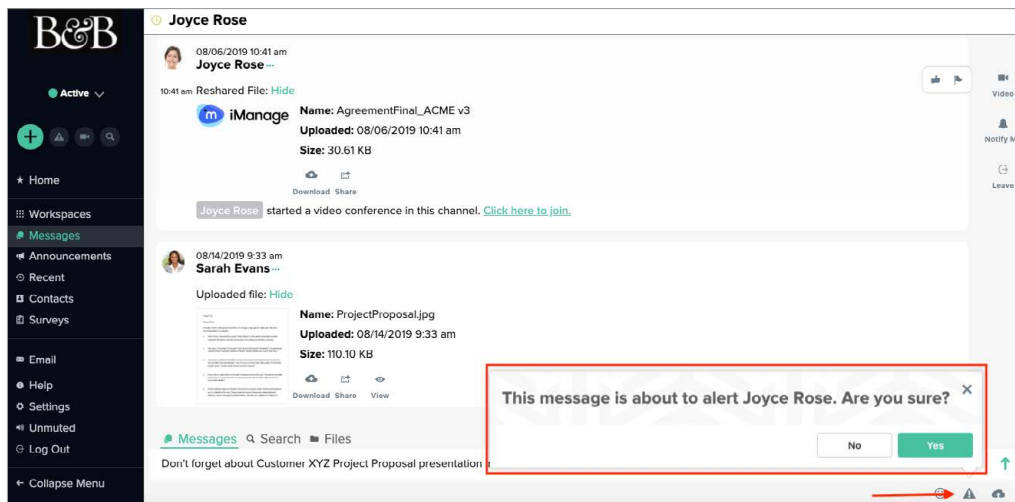 B&B
Active
Home
Workspaces
Messages
Announcements
Recent
Contacts
Surveys
Email
Help
Settings
Unmuted
Log Out
Collapse Menu
Joyce Rose
08/06/2019 10:41 am
Joyce Rose
10:41 am Reshared File: Hide
iManage
Name: AgreementFinal_ACME v3
Uploaded: 08/06/2019 10:41 am
Size: 30.61 KB
Download Share
Joyce Rose started a video conference in this channel. Click here to join.
08/14/2019 9:33 am
Sarah Evans
Uploaded file: Hide
Name: ProjectProposal.jpg
Uploaded: 08/14/2019 9:33 am
Size: 110.10 KB
Download Share View
Messages Search Files
Don't forget about Customer XYZ Project Proposal presentation
This message is about to alert Joyce Rose. Are you sure?
No Yes
Video
Notify M
Leave